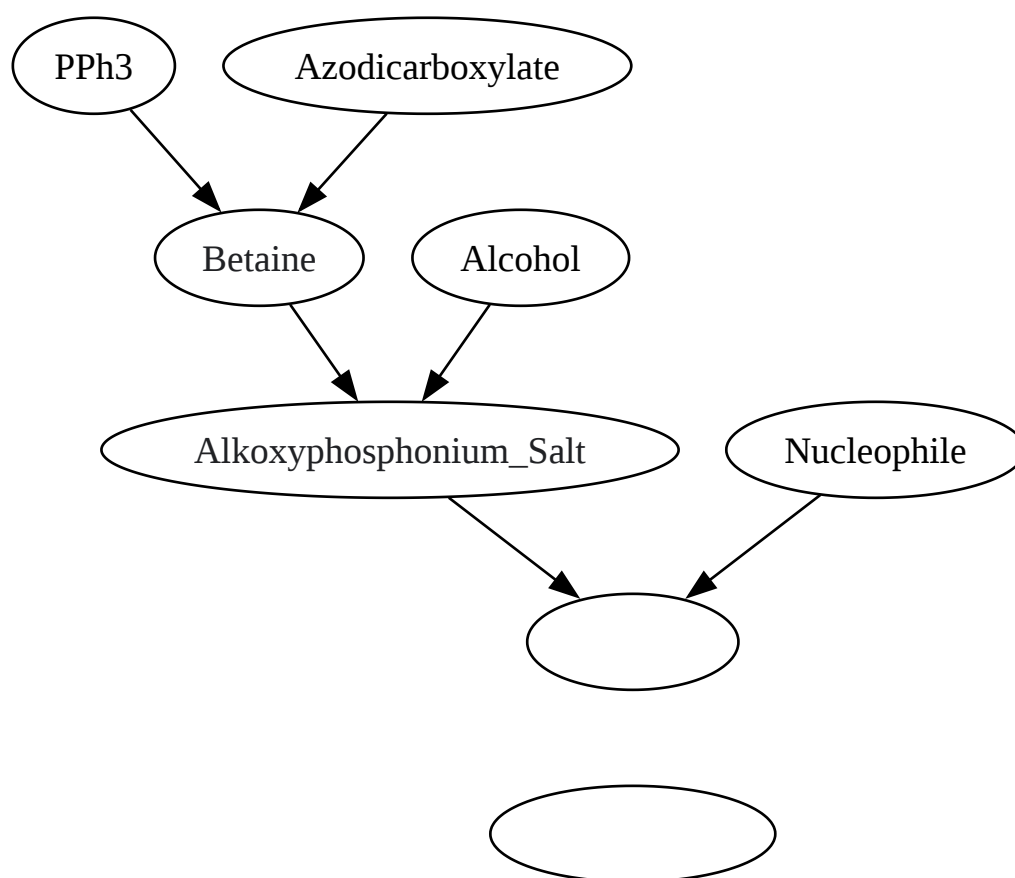 PPh3
Azodicarboxylate
Betaine
Alcohol
Alkoxyphosphonium_Salt
Nucleophile